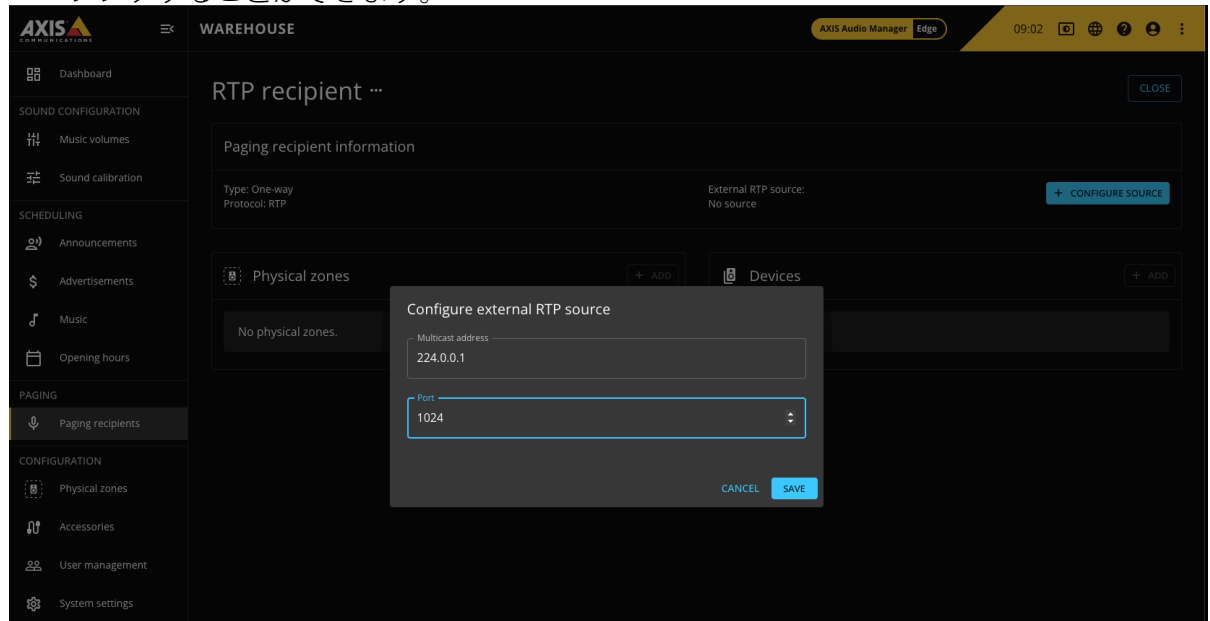 AXIS
COMMUNICATIONS
WAREHOUSE
AXIS Audio Manager Edge
09:02
Dashboard
SOUND CONFIGURATION
Music volumes
Sound calibration
SCHEDULING
Announcements
Advertisements
Music
Opening hours
PAGING
Paging recipients
CONFIGURATION
Physical zones
Accessories
User management
System settings
RTP recipient ···
CLOSE
Paging recipient information
Type: One-way
Protocol: RTP
External RTP source:
No source
+ CONFIGURE SOURCE
Physical zones
+ ADD
No physical zones.
Devices
+ ADD
Configure external RTP source
Multicast address
224.0.0.1
Port
1024
CANCEL
SAVE